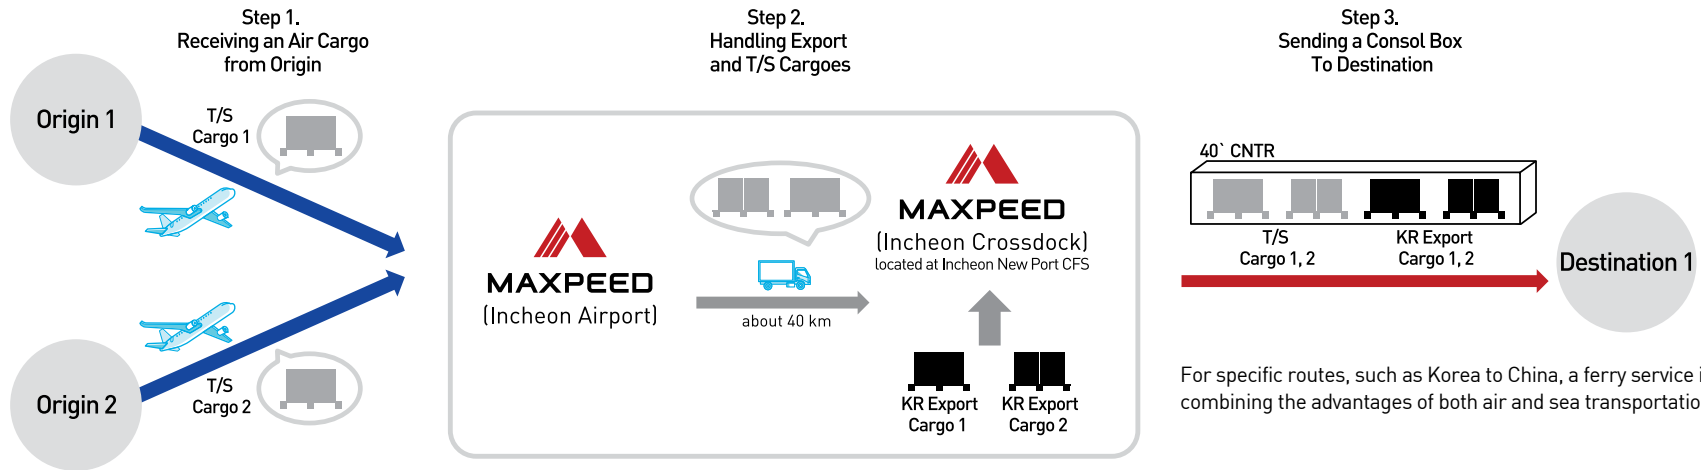 Step 1.
Receiving an Air Cargo
from Origin
Origin 1
T/S
Cargo 1
T/S
Cargo 2
Origin 2
Step 2.
Handling Export
and T/S Cargoes
MAXPEED
(Incheon Airport)
about 40 km
MAXPEED
(Incheon Crossdock)
located at Incheon New Port CFS
KR Export
Cargo 1
KR Export
Cargo 2
Step 3.
Sending a Consol Box
To Destination
40` CNTR
T/S
Cargo 1, 2
KR Export
Cargo 1, 2
Destination 1
For specific routes, such as Korea to China, a ferry service
combining the advantages of both air and sea